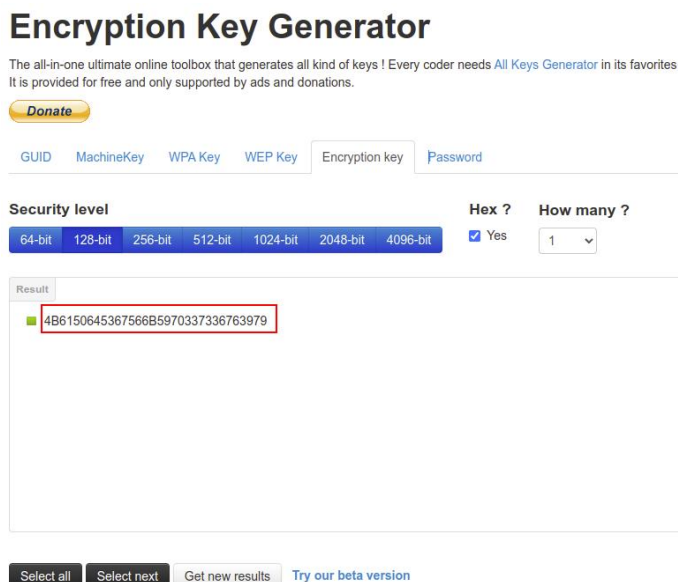 Encryption Key Generator
The all-in-one ultimate online toolbox that generates all kind of keys ! Every coder needs All Keys Generator in its favorites
It is provided for free and only supported by ads and donations.
Donate
GUID MachineKey WPA Key WEP Key Encryption key Password
Security level Hex ? How many ?
64-bit 128-bit 256-bit 512-bit 1024-bit 2048-bit 4096-bit Yes 1
Result
4B6150645367566B5970337336763979
Select all Select next Get new results Try our beta version